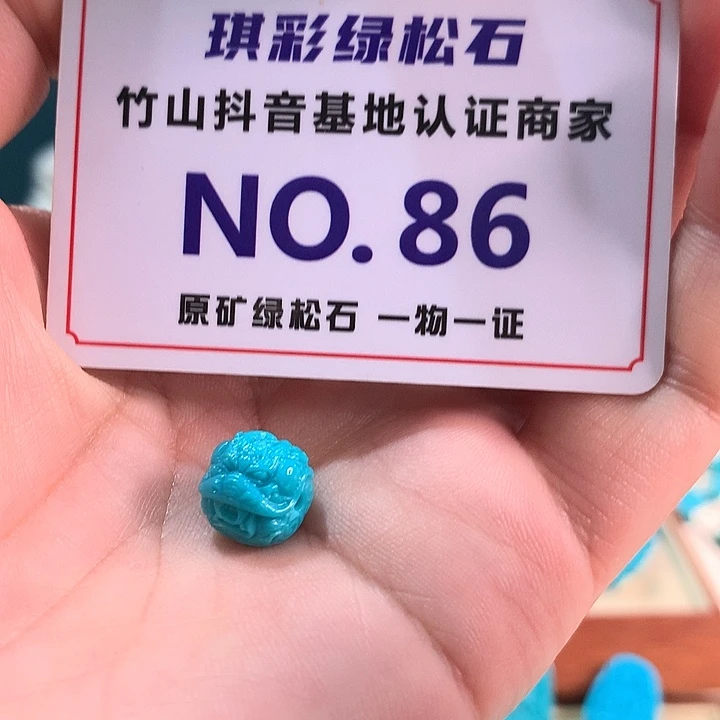 琪彩绿松石
竹山抖音基地认证商家
NO.86
原矿绿松石 一物一证